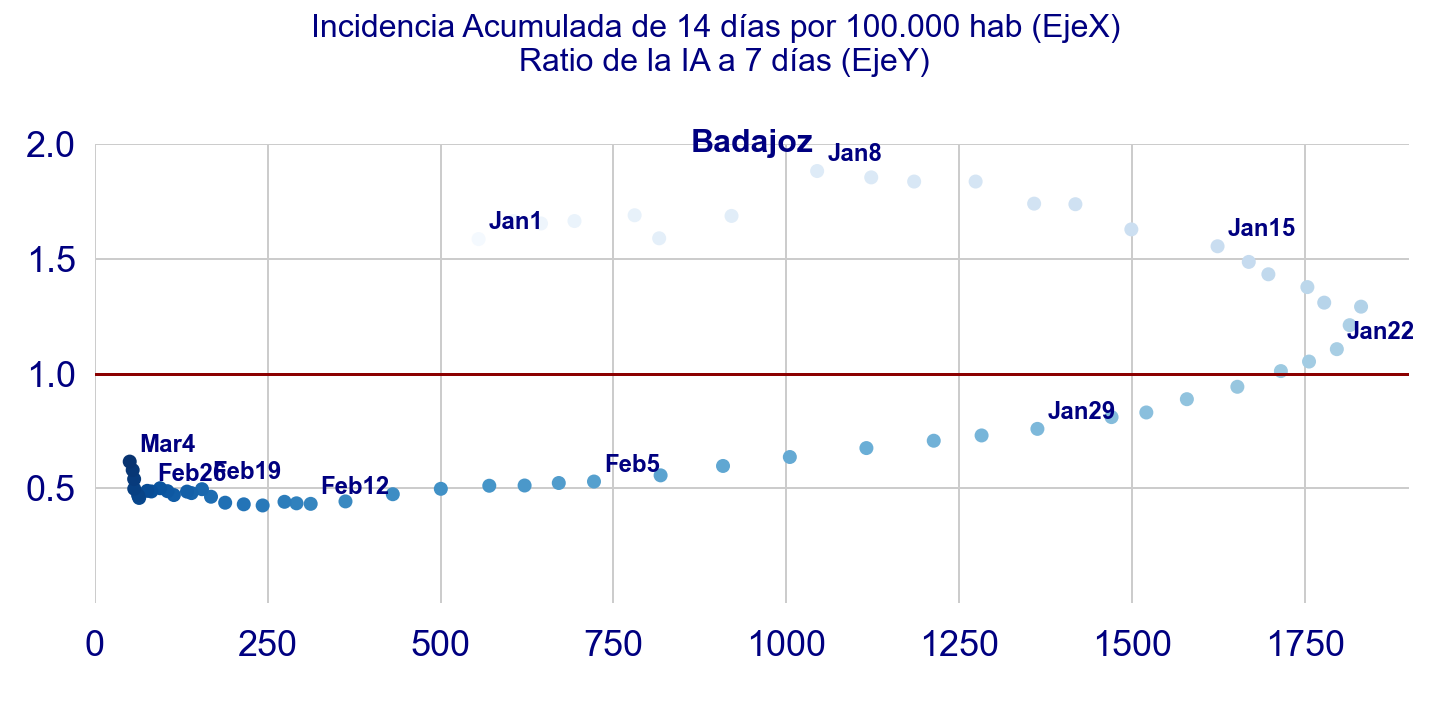 Incidencia Acumulada de 14 días por 100.000 hab (EjeX)
Ratio de la IA a 7 días (EjeY)
Badajoz
2.0
Jan8
Jan1
Jan15
1.5
Jan22
1.0
Jan29
Mar4
Feb26
Feb19
Feb5
Feb12
0.5
0 250 500 750 1000 1250 1500 1750